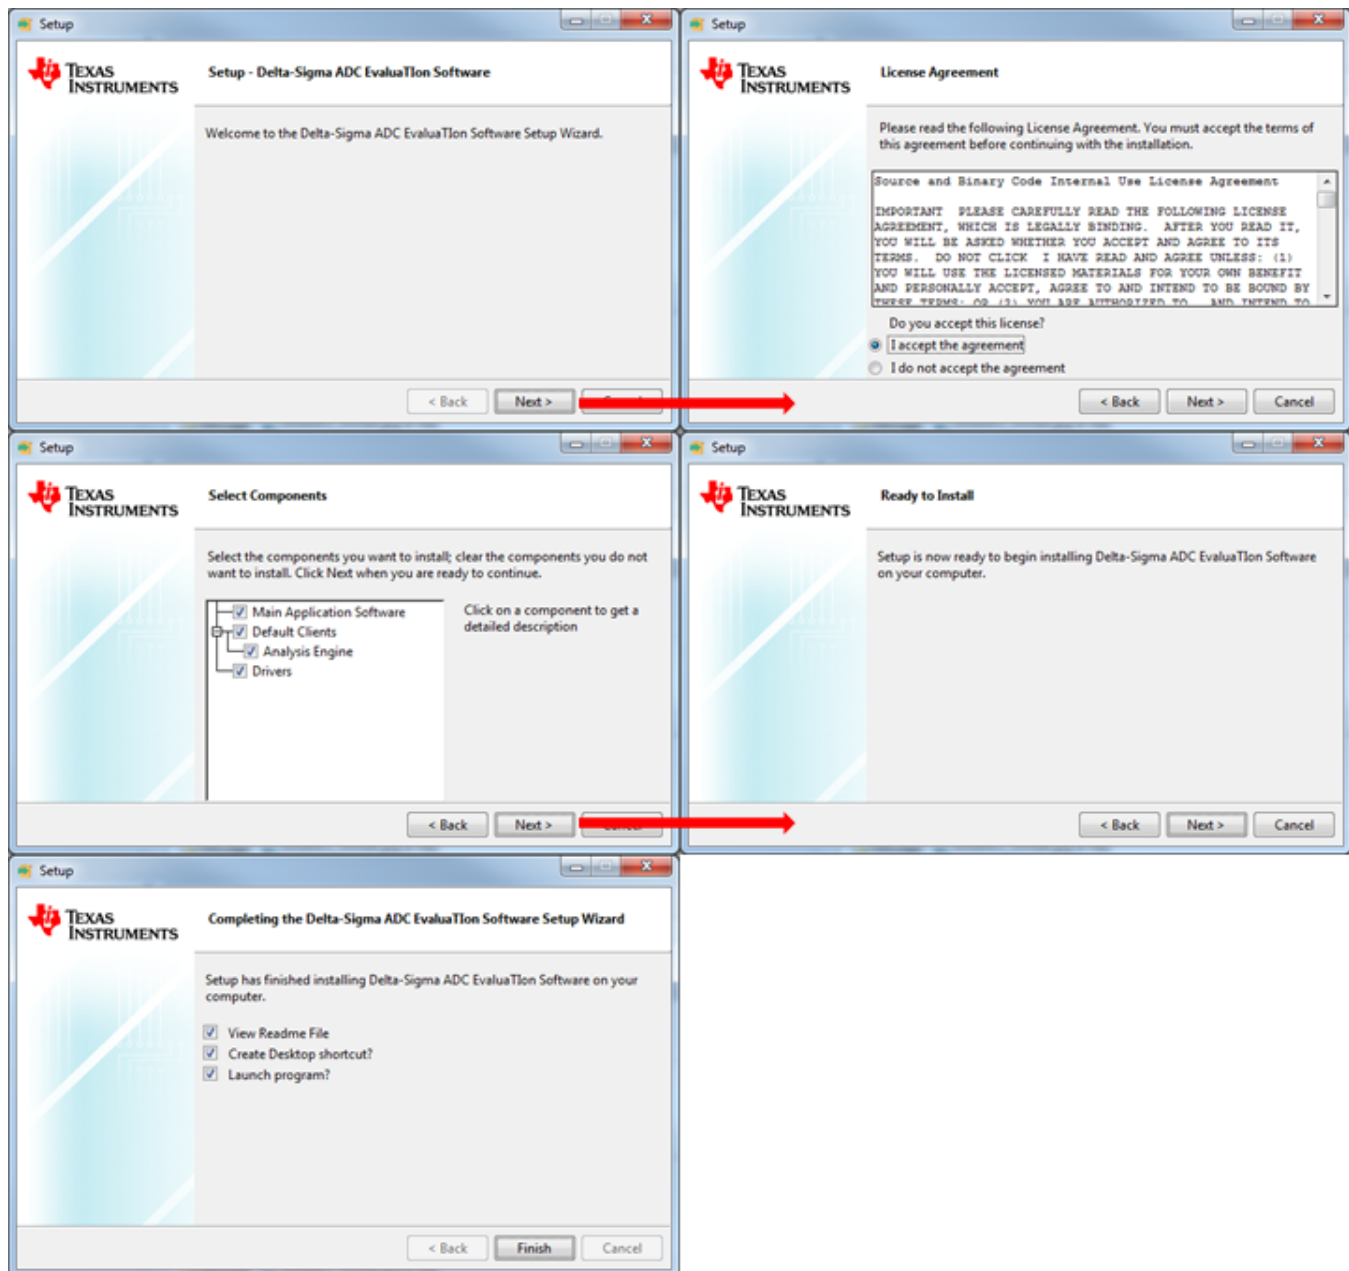 Setup
TEXAS
INSTRUMENTS
Setup - Delta-Sigma ADC EvaluaTIon Software
Welcome to the Delta-Sigma ADC EvaluaTIon Software Setup Wizard.
< Back Next >
Setup
TEXAS
INSTRUMENTS
License Agreement
Please read the following License Agreement. You must accept the terms of
this agreement before continuing with the installation.
Source and Binary Code Internal Use License Agreement
IMPORTANT PLEASE CAREFULLY READ THE FOLLOWING LICENSE
AGREEMENT, WHICH IS LEGALLY BINDING. AFTER YOU READ IT,
YOU WILL BE ASKED WHETHER YOU ACCEPT AND AGREE TO ITS
TERMS. DO NOT CLICK I HAVE READ AND AGREE UNLESS: (1)
YOU WILL USE THE LICENSED MATERIALS FOR YOUR OWN BENEFIT
AND PERSONALLY ACCEPT, AGREE TO AND INTEND TO BE BOUND BY
THESE TERMS; OR (2) YOU ARE AUTHORIZED TO, AND INTEND TO
Do you accept this license?
I accept the agreement
I do not accept the agreement
< Back Next > Cancel
Setup
TEXAS
INSTRUMENTS
Select Components
Select the components you want to install; clear the components you do not
want to install. Click Next when you are ready to continue.
Main Application Software
Default Clients
Analysis Engine
Drivers
Click on a component to get a
detailed description
< Back Next >
Setup
TEXAS
INSTRUMENTS
Ready to Install
Setup is now ready to begin installing Delta-Sigma ADC EvaluaTIon Software
on your computer.
< Back Next > Cancel
Setup
TEXAS
INSTRUMENTS
Completing the Delta-Sigma ADC EvaluaTIon Software Setup Wizard
Setup has finished installing Delta-Sigma ADC EvaluaTIon Software on your
computer.
View Readme File
Create Desktop shortcut?
Launch program?
< Back Finish Cancel